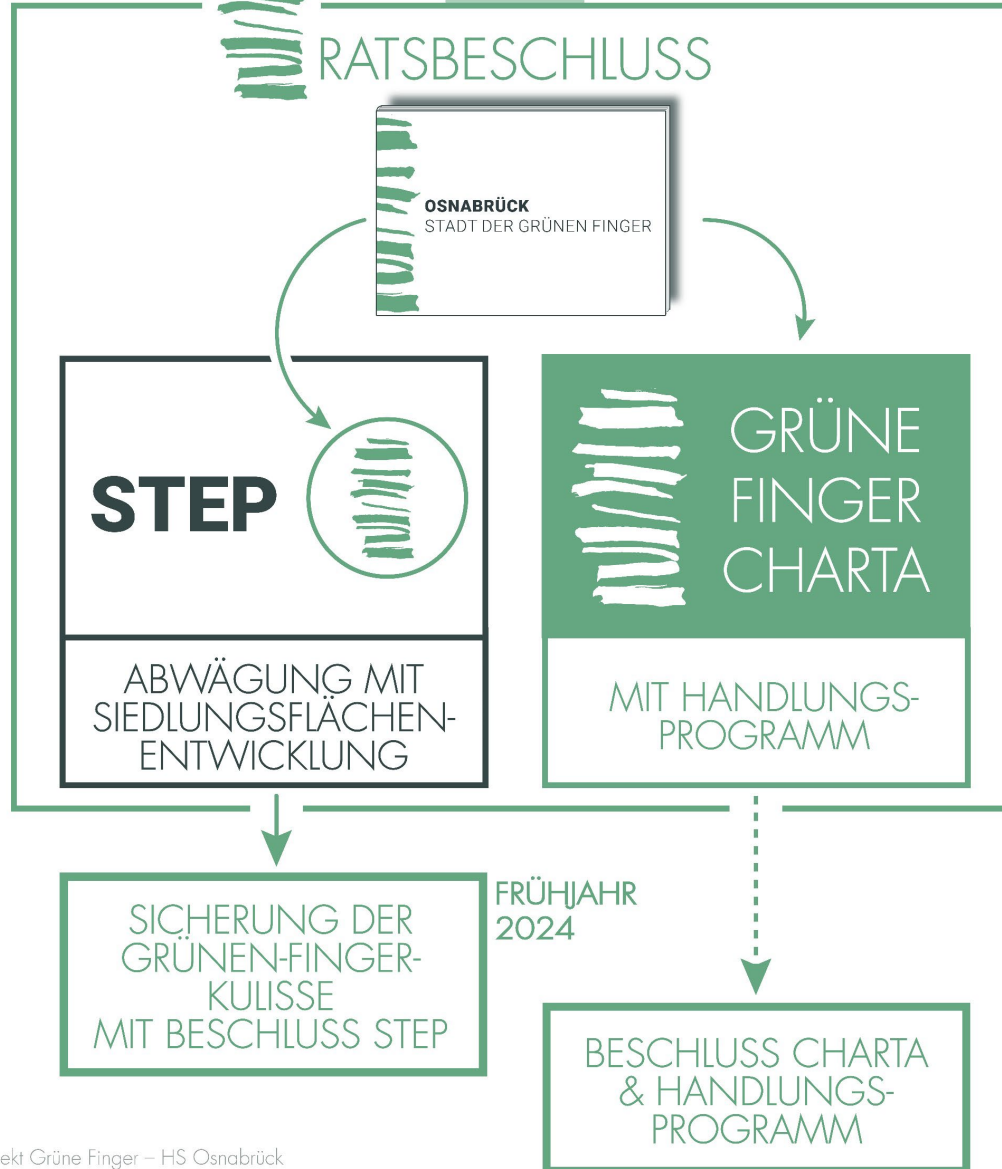 RATSBESCHLUSS
OSNABRÜCK
STADT DER GRÜNEN FINGER
STEP
ABWÄGUNG MIT
SIEDLUNGSFLÄCHEN-
ENTWICKLUNG
GRÜNE
FINGER
CHARTA
MIT HANDLUNGS-
PROGRAMM
SICHERUNG DER
GRÜNEN-FINGER-
KULISSE
MIT BESCHLUSS STEP
FRÜHJAHR
2024
BESCHLUSS CHARTA
& HANDLUNGS-
PROGRAMM
ekt Grüne Finger – HS Osnabrück